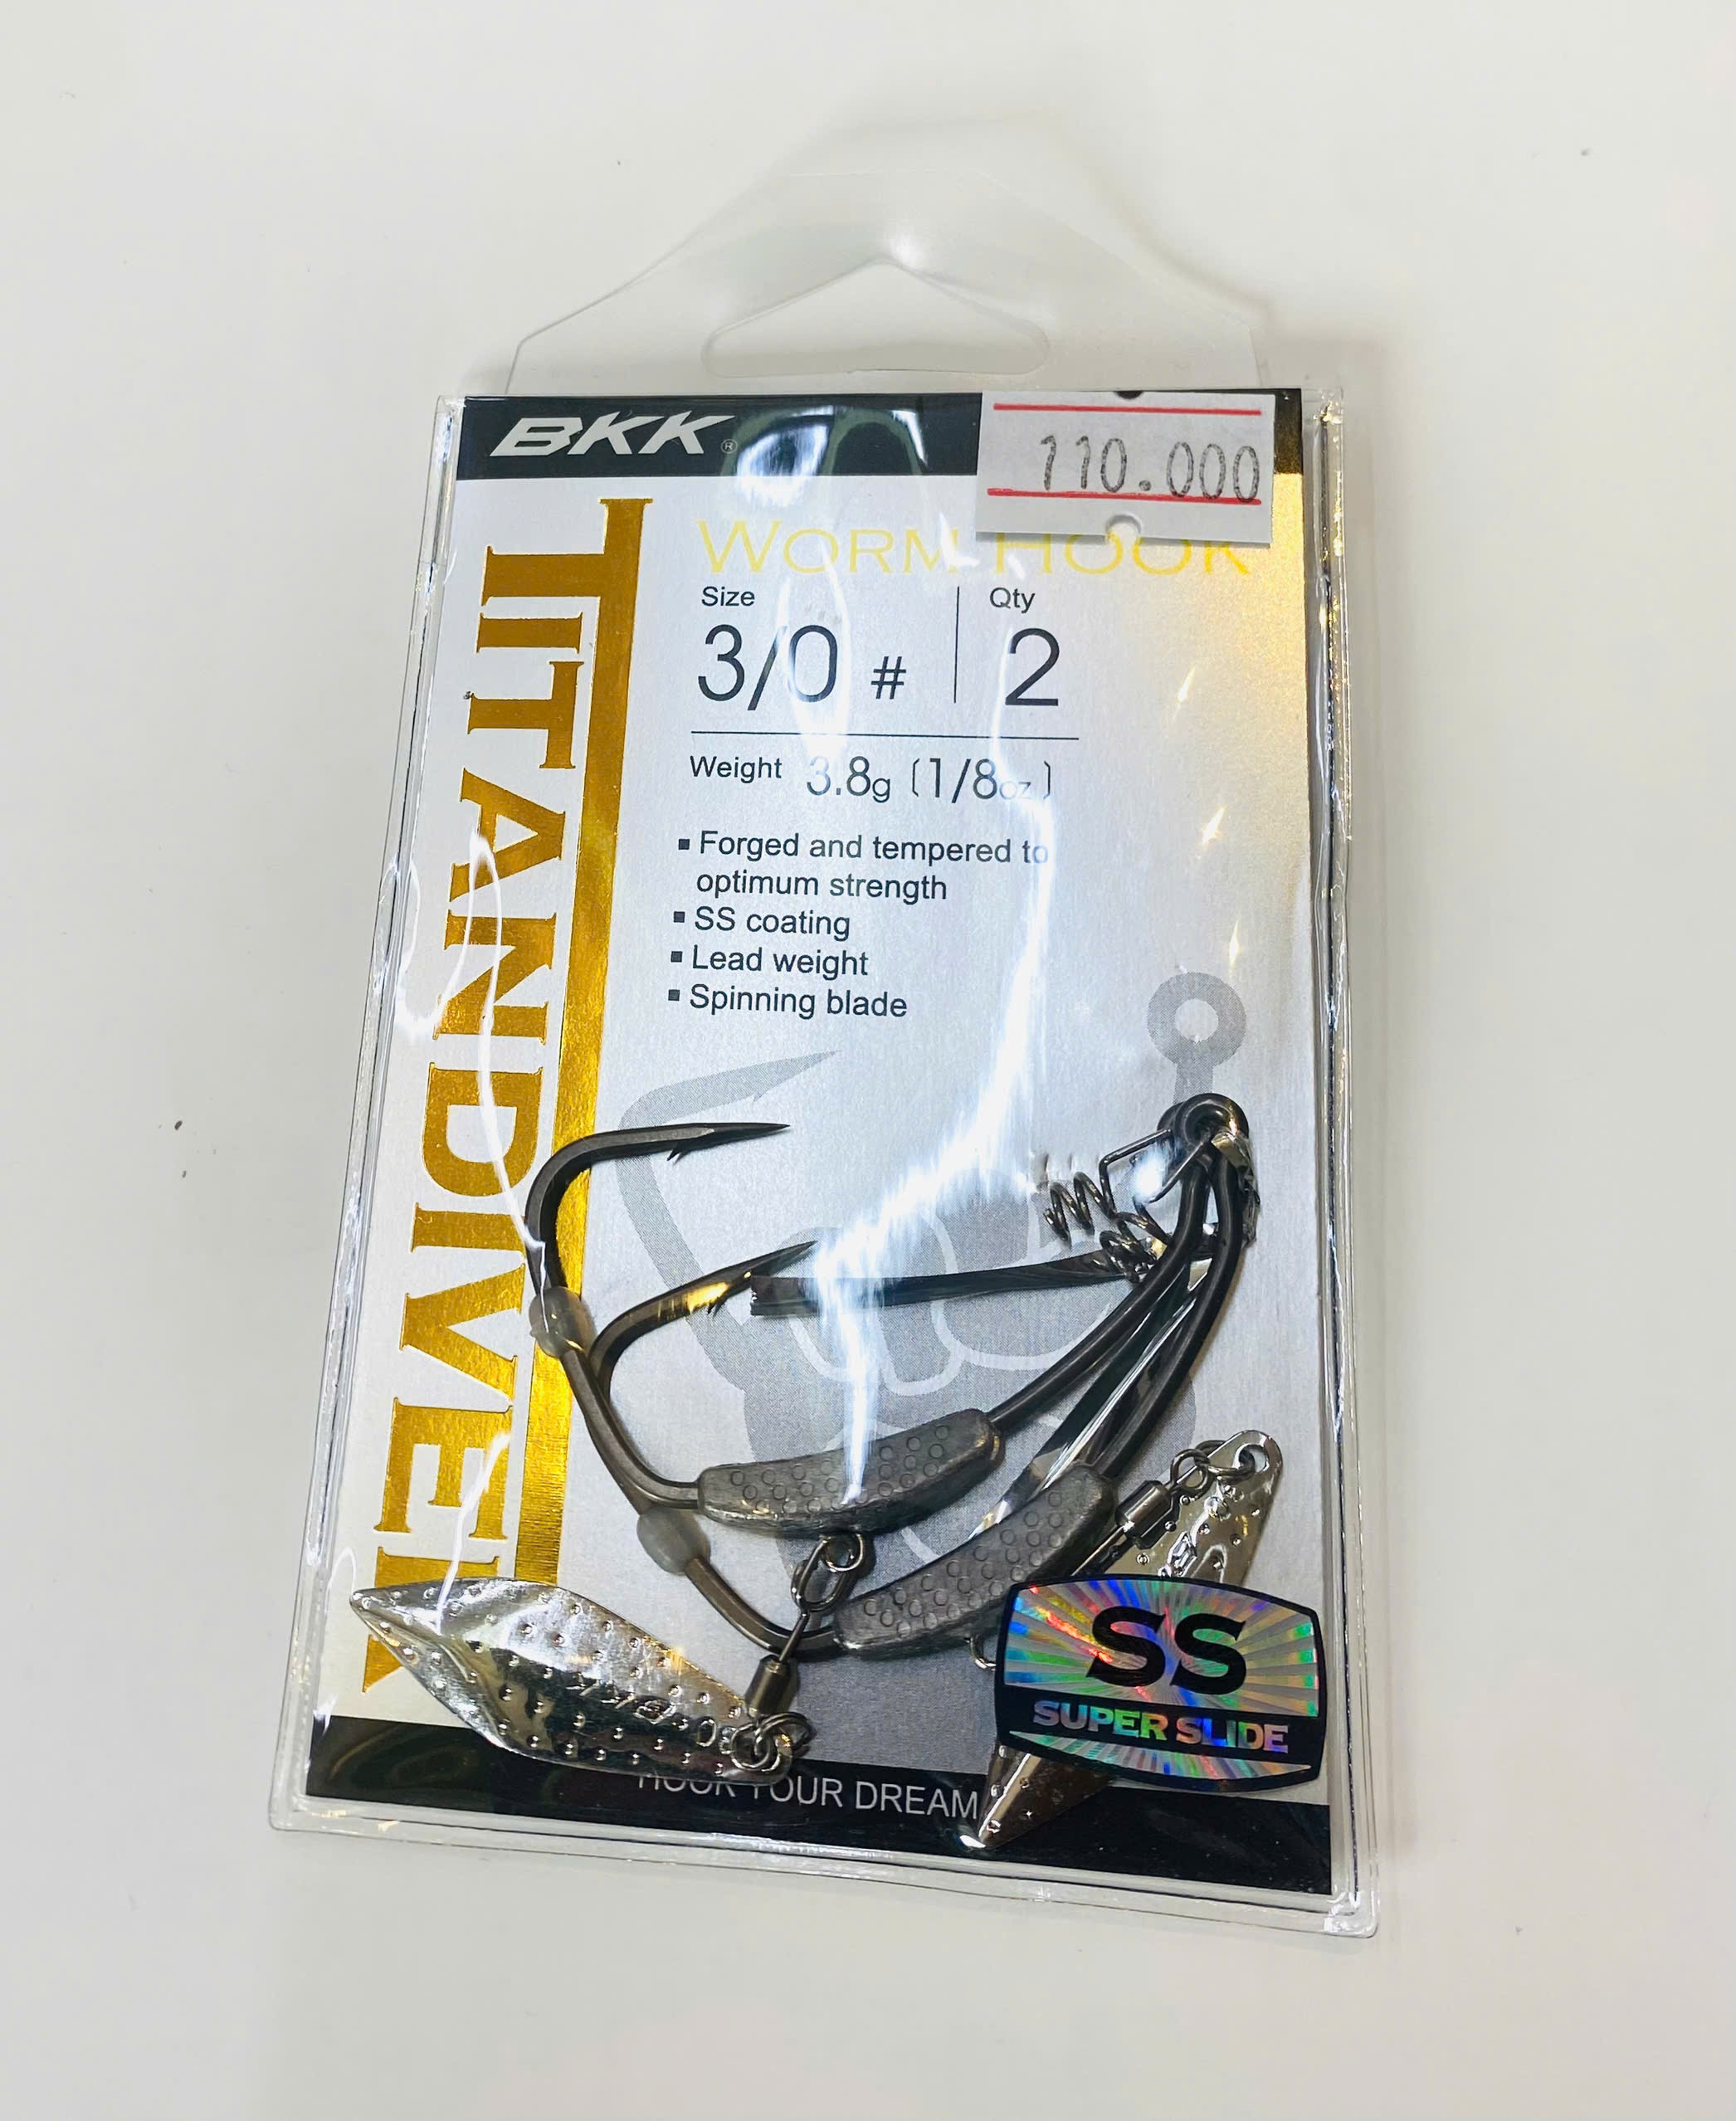 BKK®
110.000
TITANDIVER
WORM HOOK
Size
Qty
3/0 #
2
Weight 3.8g (1/8oz)
▪ Forged and tempered to
optimum strength
▪ SS coating
▪ Lead weight
▪ Spinning blade
SS
SUPER SLIDE
HOOK YOUR DREAM